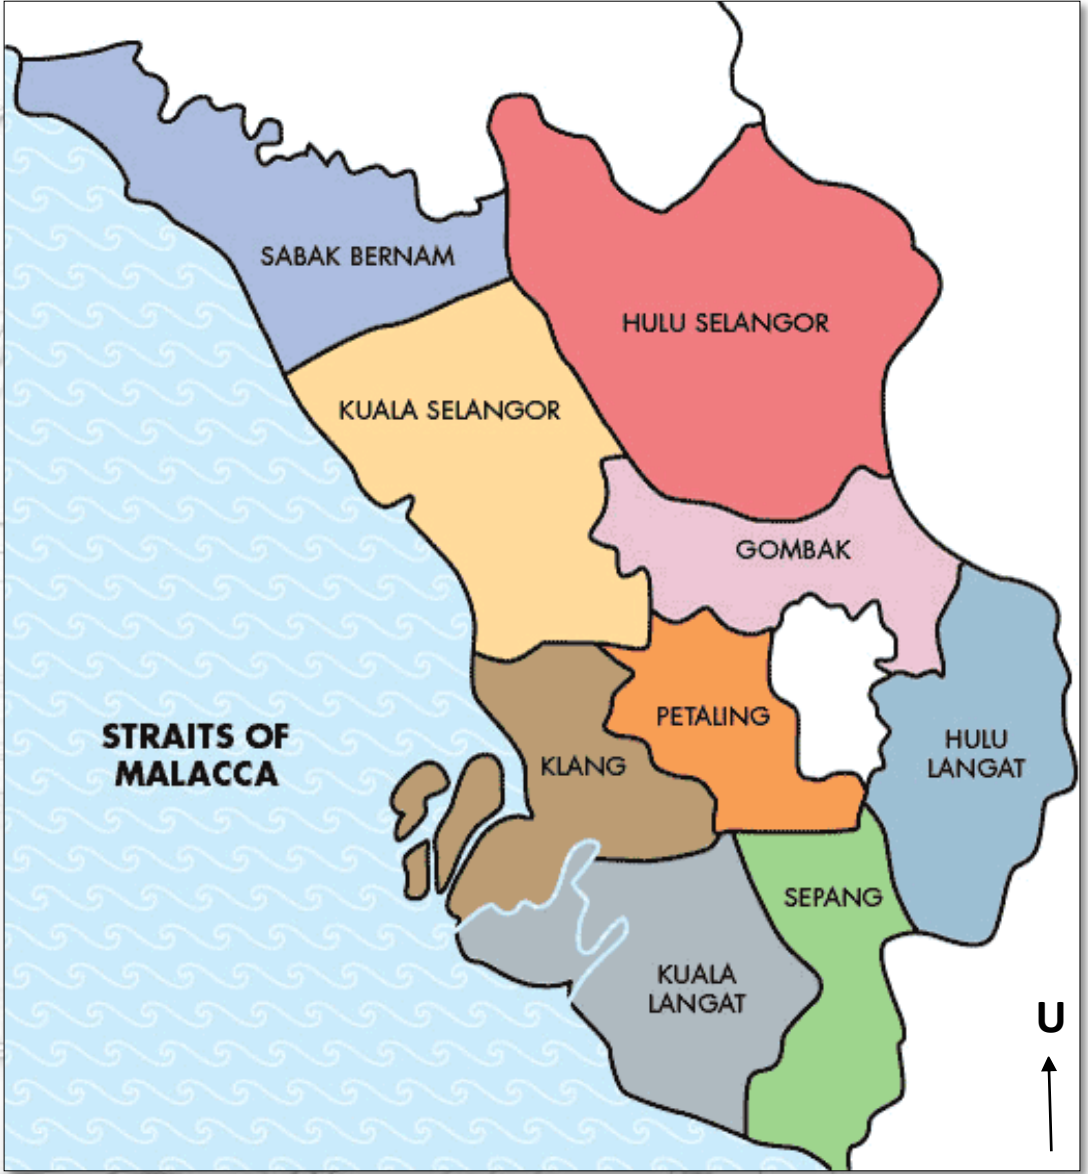 SABAK BERNAM
HULU SELANGOR
KUALA SELANGOR
GOMBAK
PETALING
STRAITS OF
MALACCA
KLANG
HULU
LANGAT
SEPANG
KUALA
LANGAT
U